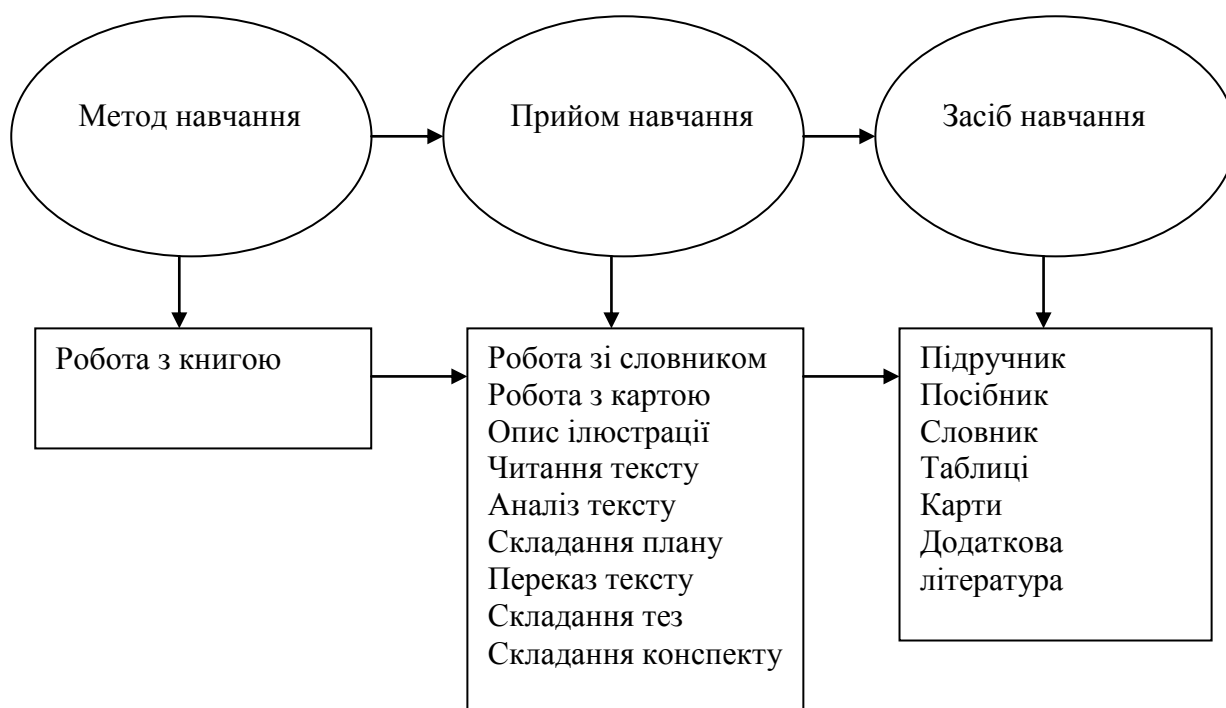 Метод навчання
Прийом навчання
Засіб навчання
Робота з книгою
Робота зі словником
Робота з картою
Опис ілюстрації
Читання тексту
Аналіз тексту
Складання плану
Переказ тексту
Складання тез
Складання конспекту
Підручник
Посібник
Словник
Таблиці
Карти
Додаткова
література